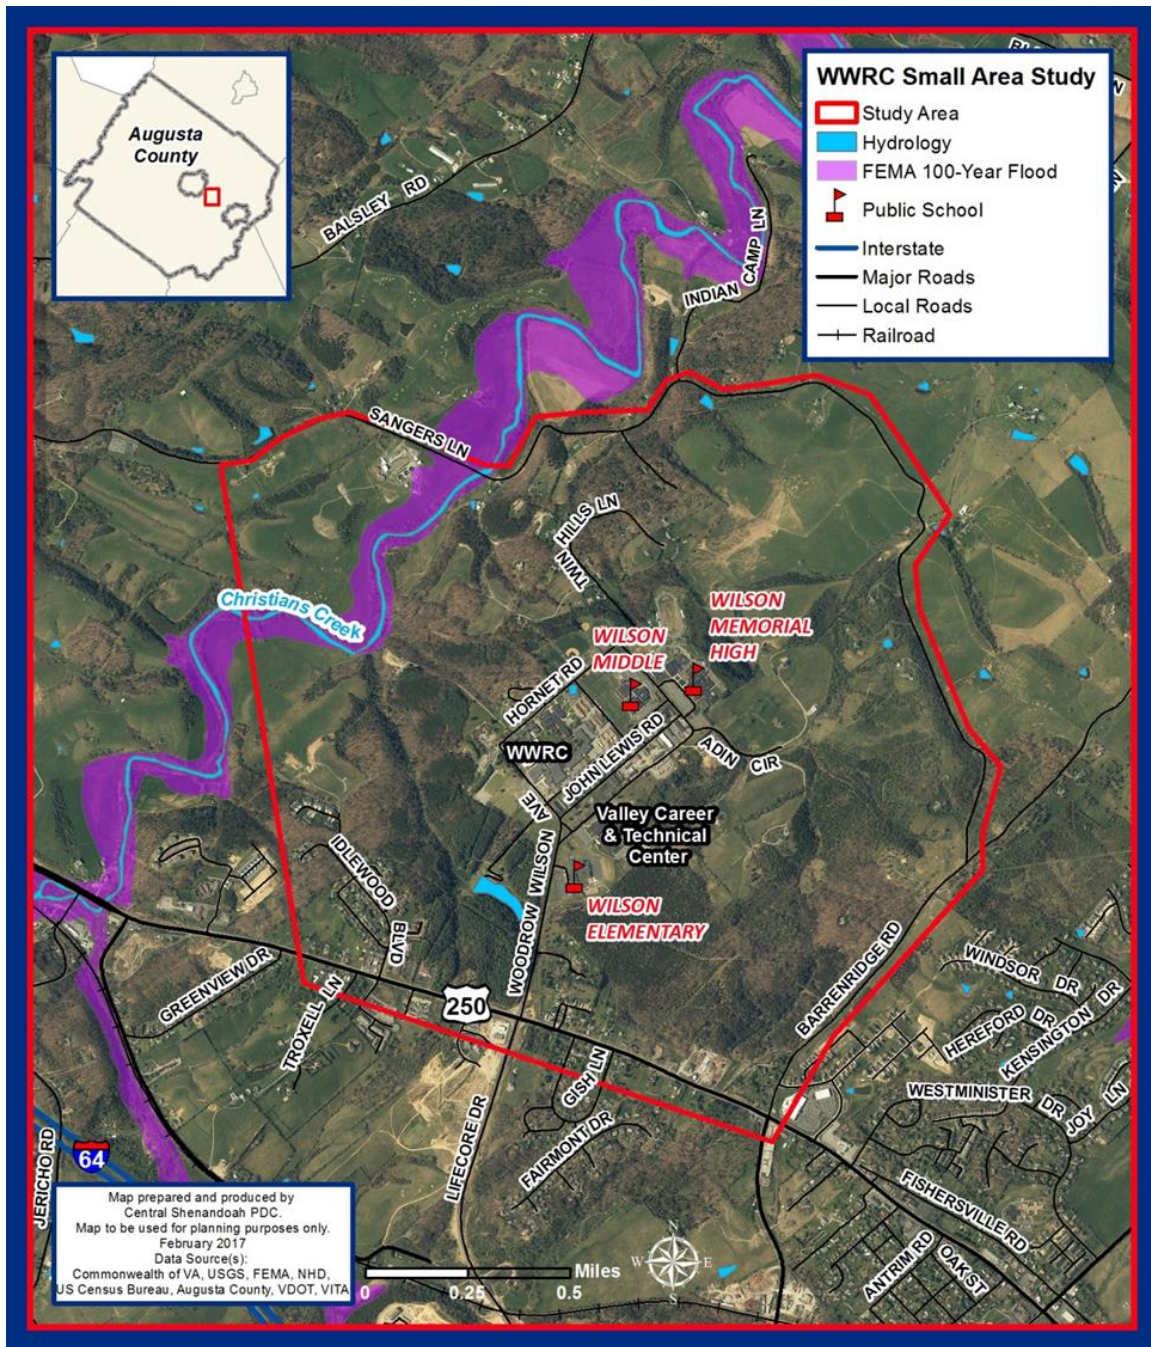 Augusta
County
WWRC Small Area Study
Study Area
Hydrology
FEMA 100-Year Flood
Public School
Interstate
Major Roads
Local Roads
Railroad
BALSLEY RD
INDIAN CAMP LN
SANGERS LN
TWIN HILLS LN
Christians Creek
WILSON
MEMORIAL
HIGH
WILSON
MIDDLE
HORNET RD
WWRC
JOHN LEWIS RD
ADIN CIR
Valley Career
& Technical
Center
WOODROW WILSON AVE
IDLEWOOD BLVD
WILSON
ELEMENTARY
GREENVIEW DR
TROXELL LN
250
BARRENRIDGE RD
WINDSOR DR
HEREFORD DR
KENSINGTON DR
WESTMINISTER DR
JOY LN
GISH LN
FAIRMONT DR
LIFECORE DR
JERICHO RD
64
FISHERSVILLE RD
ANTRIM RD
OAK ST
Map prepared and produced by
Central Shenandoah PDC.
Map to be used for planning purposes only.
February 2017
Data Source(s):
Commonwealth of VA, USGS, FEMA, NHD,
US Census Bureau, Augusta County, VDOT, VITA
Miles
0 0.25 0.5
N
W E
S